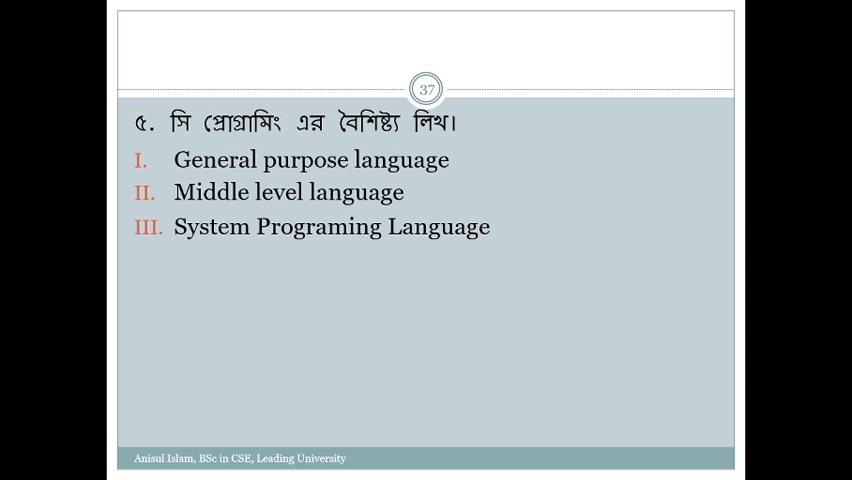 37
৫. সি প্রোগ্রামিং এর বৈশিষ্ট্য লিখ।
I. General purpose language
II. Middle level language
III. System Programing Language
Anisul Islam, BSc in CSE, Leading University